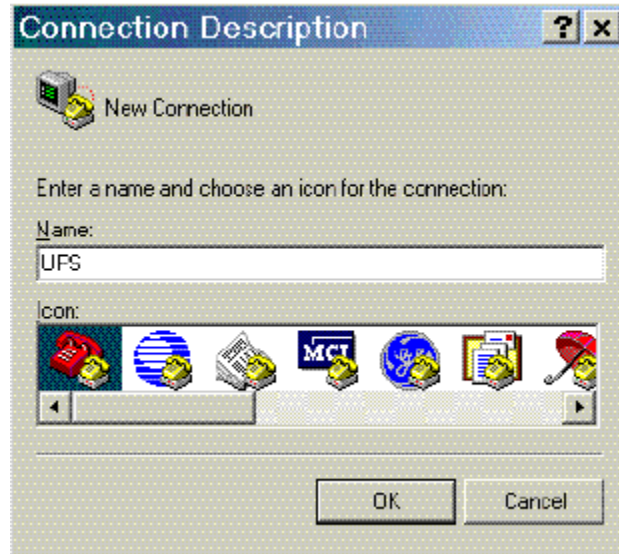 Connection Description
New Connection
Enter a name and choose an icon for the connection:
Name:
UPS
Icon:
MCI
OK
Cancel